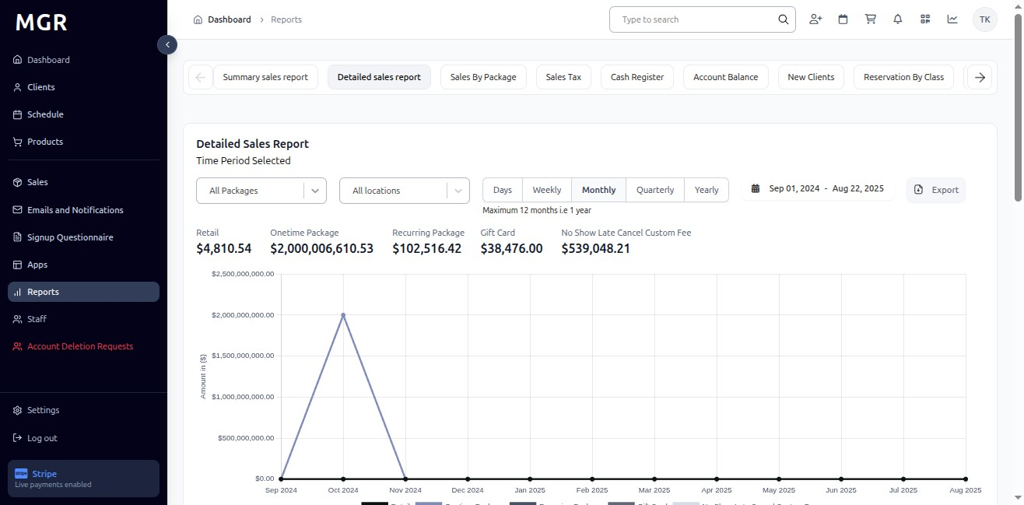 MGR
Dashboard
Clients
Schedule
Products
Sales
Emails and Notifications
Signup Questionnaire
Apps
Reports
Staff
Account Deletion Requests
Settings
Log out
Stripe
Live payments enabled
Dashboard > Reports
Type to search
TK
Summary sales report
Detailed sales report
Sales By Package
Sales Tax
Cash Register
Account Balance
New Clients
Reservation By Class
Detailed Sales Report
Time Period Selected
All Packages
All locations
Days Weekly Monthly Quarterly Yearly
Maximum 12 months i.e 1 year
Sep 01, 2024 - Aug 22, 2025
Export
Retail
$4,810.54
Onetime Package
$2,000,006,610.53
Recurring Package
$102,516.42
Gift Card
$38,476.00
No Show Late Cancel Custom Fee
$539,048.21
Amount in ($)
$2,500,000,000.00
$2,000,000,000.00
$1,500,000,000.00
$1,000,000,000.00
$500,000,000.00
$0.00
Sep 2024 Oct 2024 Nov 2024 Dec 2024 Jan 2025 Feb 2025 Mar 2025 Apr 2025 May 2025 Jun 2025 Jul 2025 Aug 2025